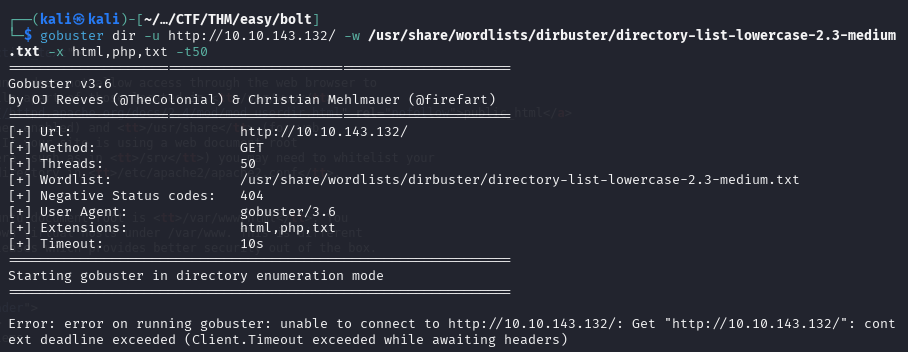 ┌──(kali㉿kali)-[~/…/CTF/THM/easy/bolt]
└─$ gobuster dir -u http://10.10.143.132/ -w /usr/share/wordlists/dirbuster/directory-list-lowercase-2.3-medium
.txt -x html,php,txt -t50
===============================================================
Gobuster v3.6
by OJ Reeves (@TheColonial) & Christian Mehlmauer (@firefart)
===============================================================
[+] Url:                     http://10.10.143.132/
[+] Method:                  GET
[+] Threads:                 50
[+] Wordlist:                /usr/share/wordlists/dirbuster/directory-list-lowercase-2.3-medium.txt
[+] Negative Status codes:   404
[+] User Agent:              gobuster/3.6
[+] Extensions:              html,php,txt
[+] Timeout:                 10s
===============================================================
Starting gobuster in directory enumeration mode
===============================================================
Error: error on running gobuster: unable to connect to http://10.10.143.132/: Get "http://10.10.143.132/": cont
ext deadline exceeded (Client.Timeout exceeded while awaiting headers)